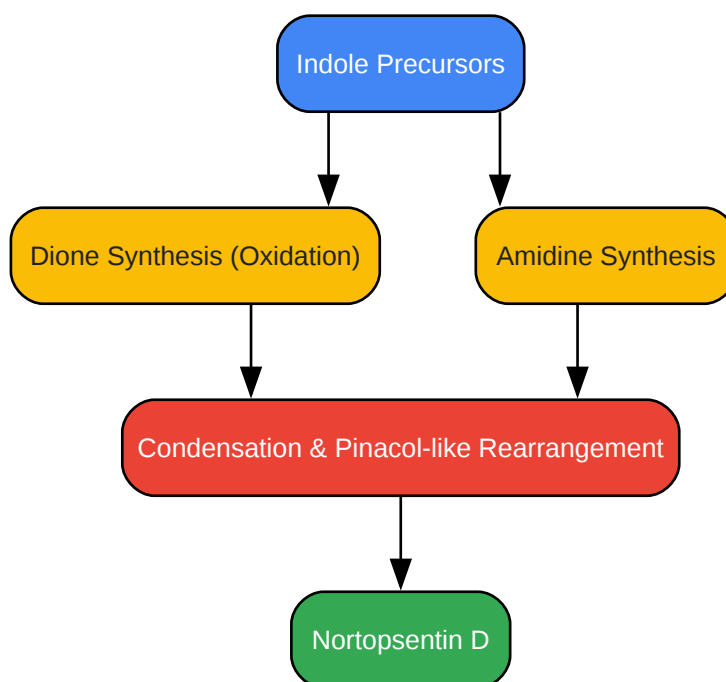 Indole Precursors
Dione Synthesis (Oxidation)
Amidine Synthesis
Condensation & Pinacol-like Rearrangement
Nortopsentin D